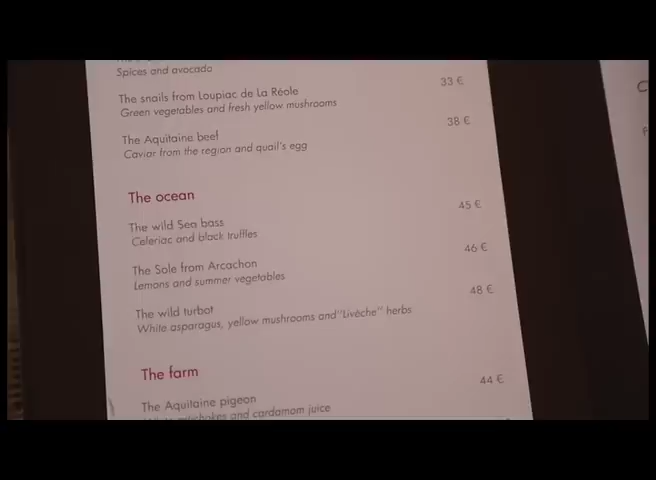 Spices and avocado
The snails from Loupiac de La Réole 33 €
Green vegetables and fresh yellow mushrooms
The Aquitaine beef 38 €
Caviar from the region and quail's egg
The ocean
The wild Sea bass 45 €
Celeriac and black truffles
The Sole from Arcachon 46 €
Lemons and summer vegetables
The wild turbot 48 €
White asparagus, yellow mushrooms and "Livèche" herbs
The farm
The Aquitaine pigeon 44 €
and cardamom juice